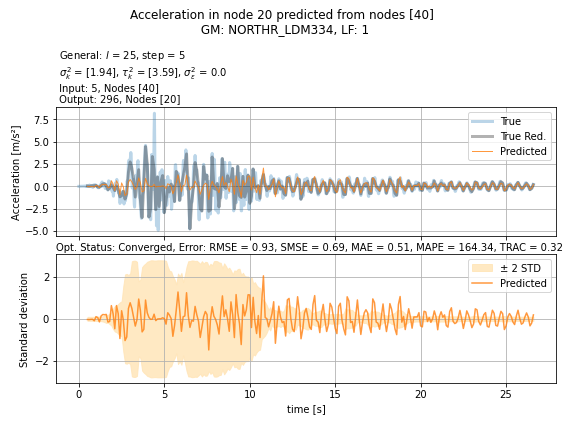 Acceleration in node 20 predicted from nodes [40]
GM: NORTHR_LDM334, LF: 1
General: l = 25, step = 5
σ²ₖ = [1.94], τ²ₖ = [3.59], σ²ε = 0.0
Input: 5, Nodes [40]
Output: 296, Nodes [20]
Acceleration [m/s²]
7.5
5.0
2.5
0.0
−2.5
−5.0
True
True Red.
Predicted
Opt. Status: Converged, Error: RMSE = 0.93, SMSE = 0.69, MAE = 0.51, MAPE = 164.34, TRAC = 0.32
Standard deviation
2
0
−2
± 2 STD
Predicted
0 5 10 15 20 25
time [s]